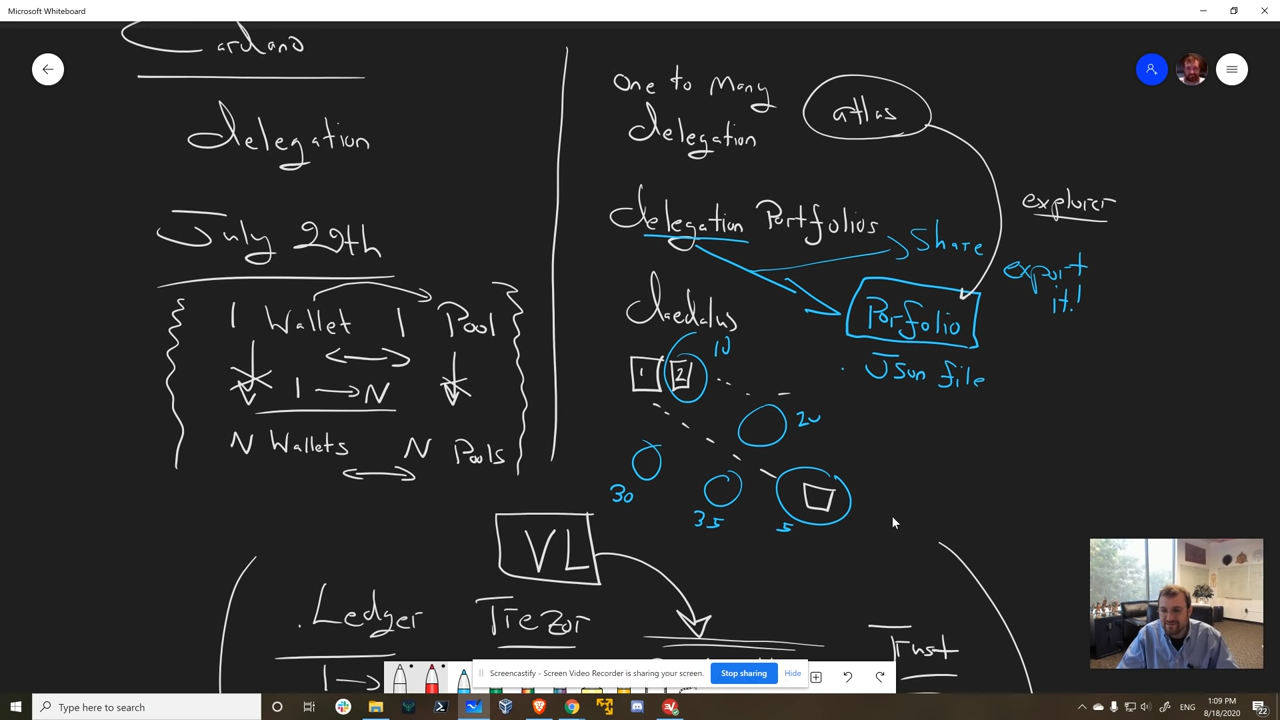 Microsoft Whiteboard
Cardano
delegation
July 29th
1 Wallet 1 Pool
1 → N
N Wallets N Pools
One to Many
delegation
atlas
explorer
delegation Portfolios
Share
export
it!
Daedalus
Porfolio
JSON file
1 2
10
20
30
35
5
VL
. Ledger
Trezor
Trust
1 →
Screencastify - Screen Video Recorder is sharing your screen.
Stop sharing
Hide
Type here to search
ENG
1:09 PM
8/18/2020
22